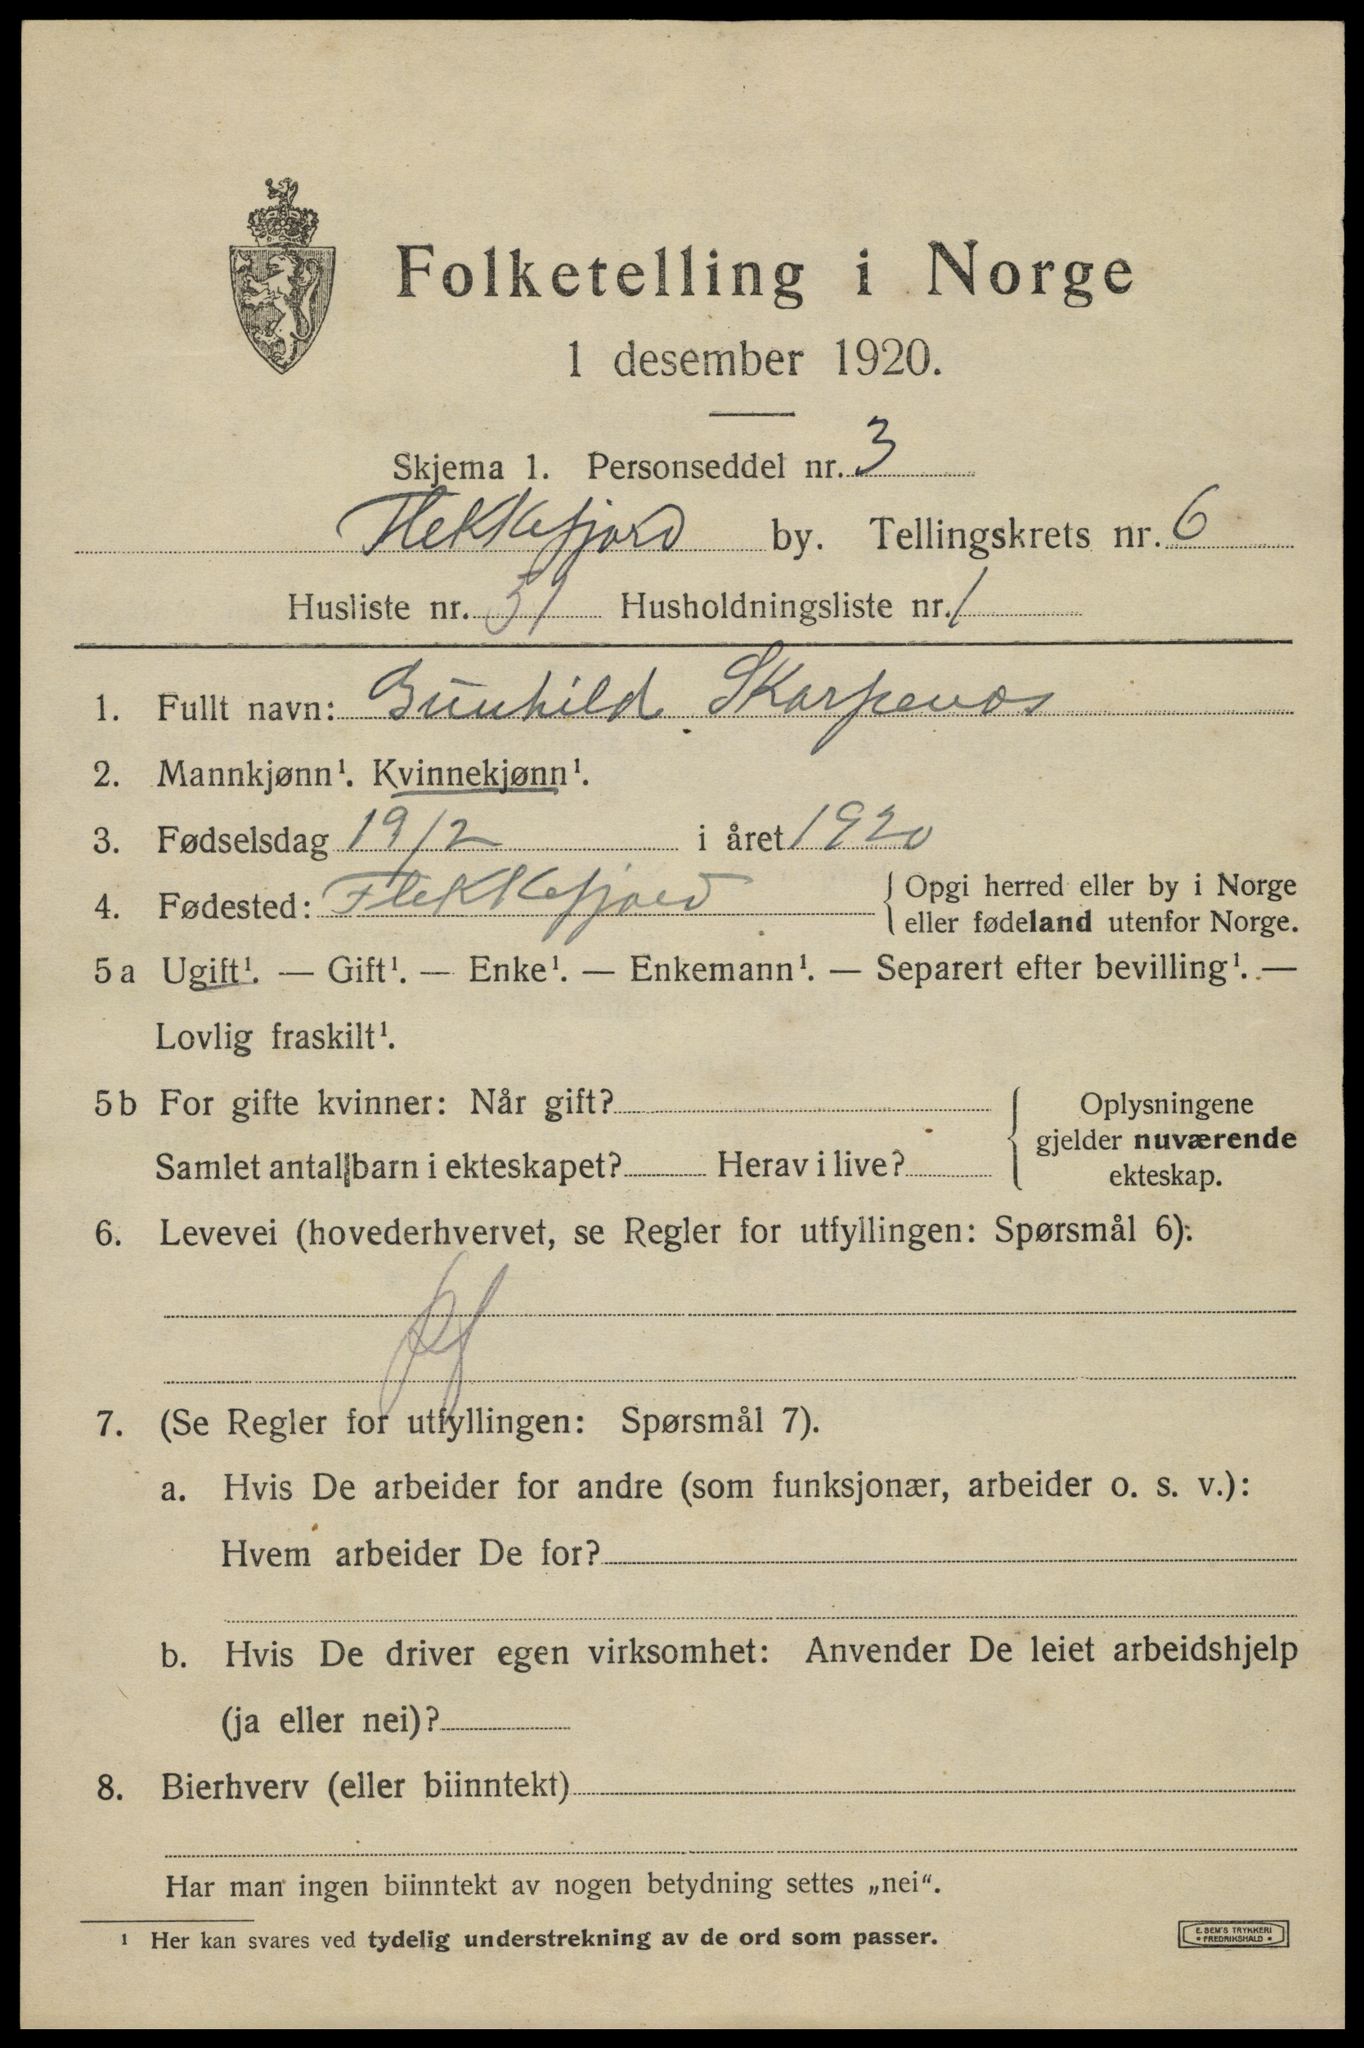 Folketelling i Norge
1 desember 1920.
Skjema 1. Personseddel nr. 3
Flekkefjord by. Tellingskrets nr. 6
Husliste nr. 31 Husholdningsliste nr. 1
1. Fullt navn: Gunhild Skarpenes
2. Mannkjønn¹. Kvinnekjønn¹.
3. Fødselsdag 19/2 i året 1920
4. Fødested: Flekkefjord { Opgi herred eller by i Norge
eller fødeland utenfor Norge.
5 a Ugift¹. — Gift¹. — Enke¹. — Enkemann¹. — Separert efter bevilling¹. —
Lovlig fraskilt¹.
5 b For gifte kvinner: Når gift?
Samlet antal barn i ekteskapet? Herav i live?
Oplysningene
gjelder nuværende
ekteskap.
6. Levevei (hovederhvervet, se Regler for utfyllingen: Spørsmål 6):
7. (Se Regler for utfyllingen: Spørsmål 7).
a. Hvis De arbeider for andre (som funksjonær, arbeider o. s. v.):
Hvem arbeider De for?
b. Hvis De driver egen virksomhet: Anvender De leiet arbeidshjelp
(ja eller nei)?
8. Bierhverv (eller biinntekt)
Har man ingen biinntekt av nogen betydning settes „nei“.
¹ Her kan svares ved tydelig understrekning av de ord som passer.
E. SEM'S TRYKKERI
• FREDRIKSHALD •